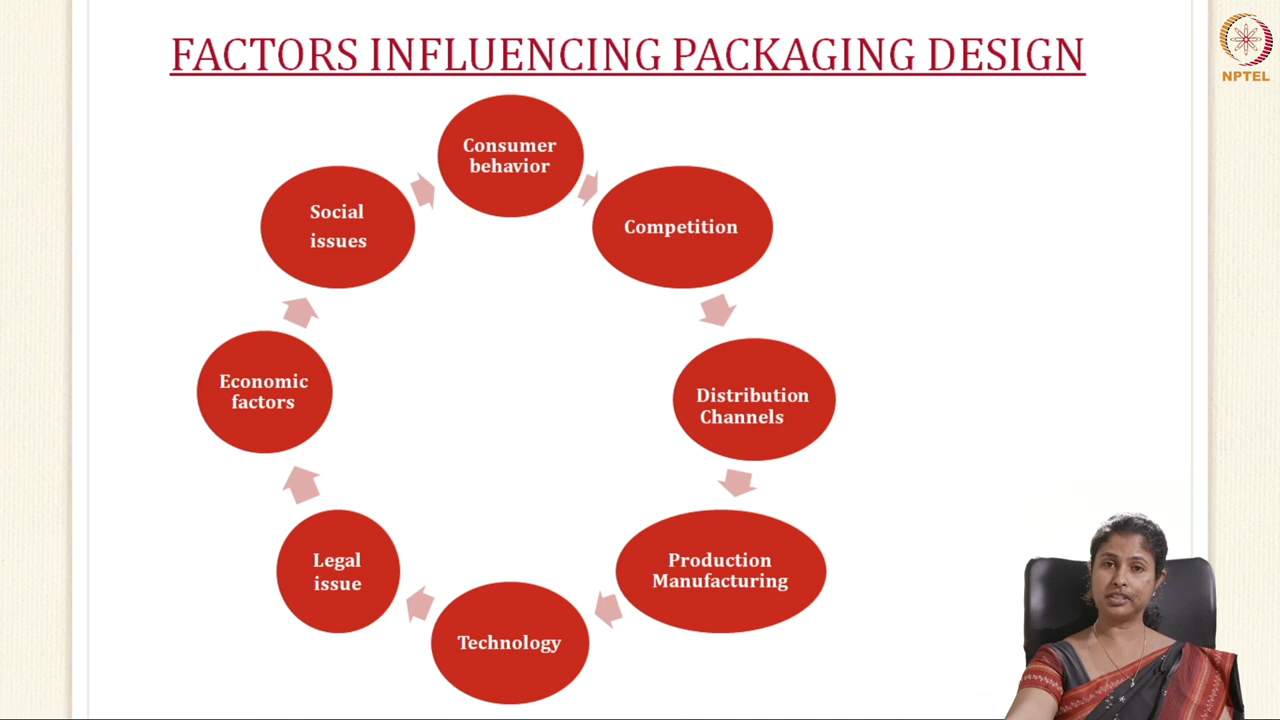 FACTORS INFLUENCING PACKAGING DESIGN
NPTEL
Consumer
behavior
Competition
Distribution
Channels
Production
Manufacturing
Technology
Legal
issue
Economic
factors
Social
issues